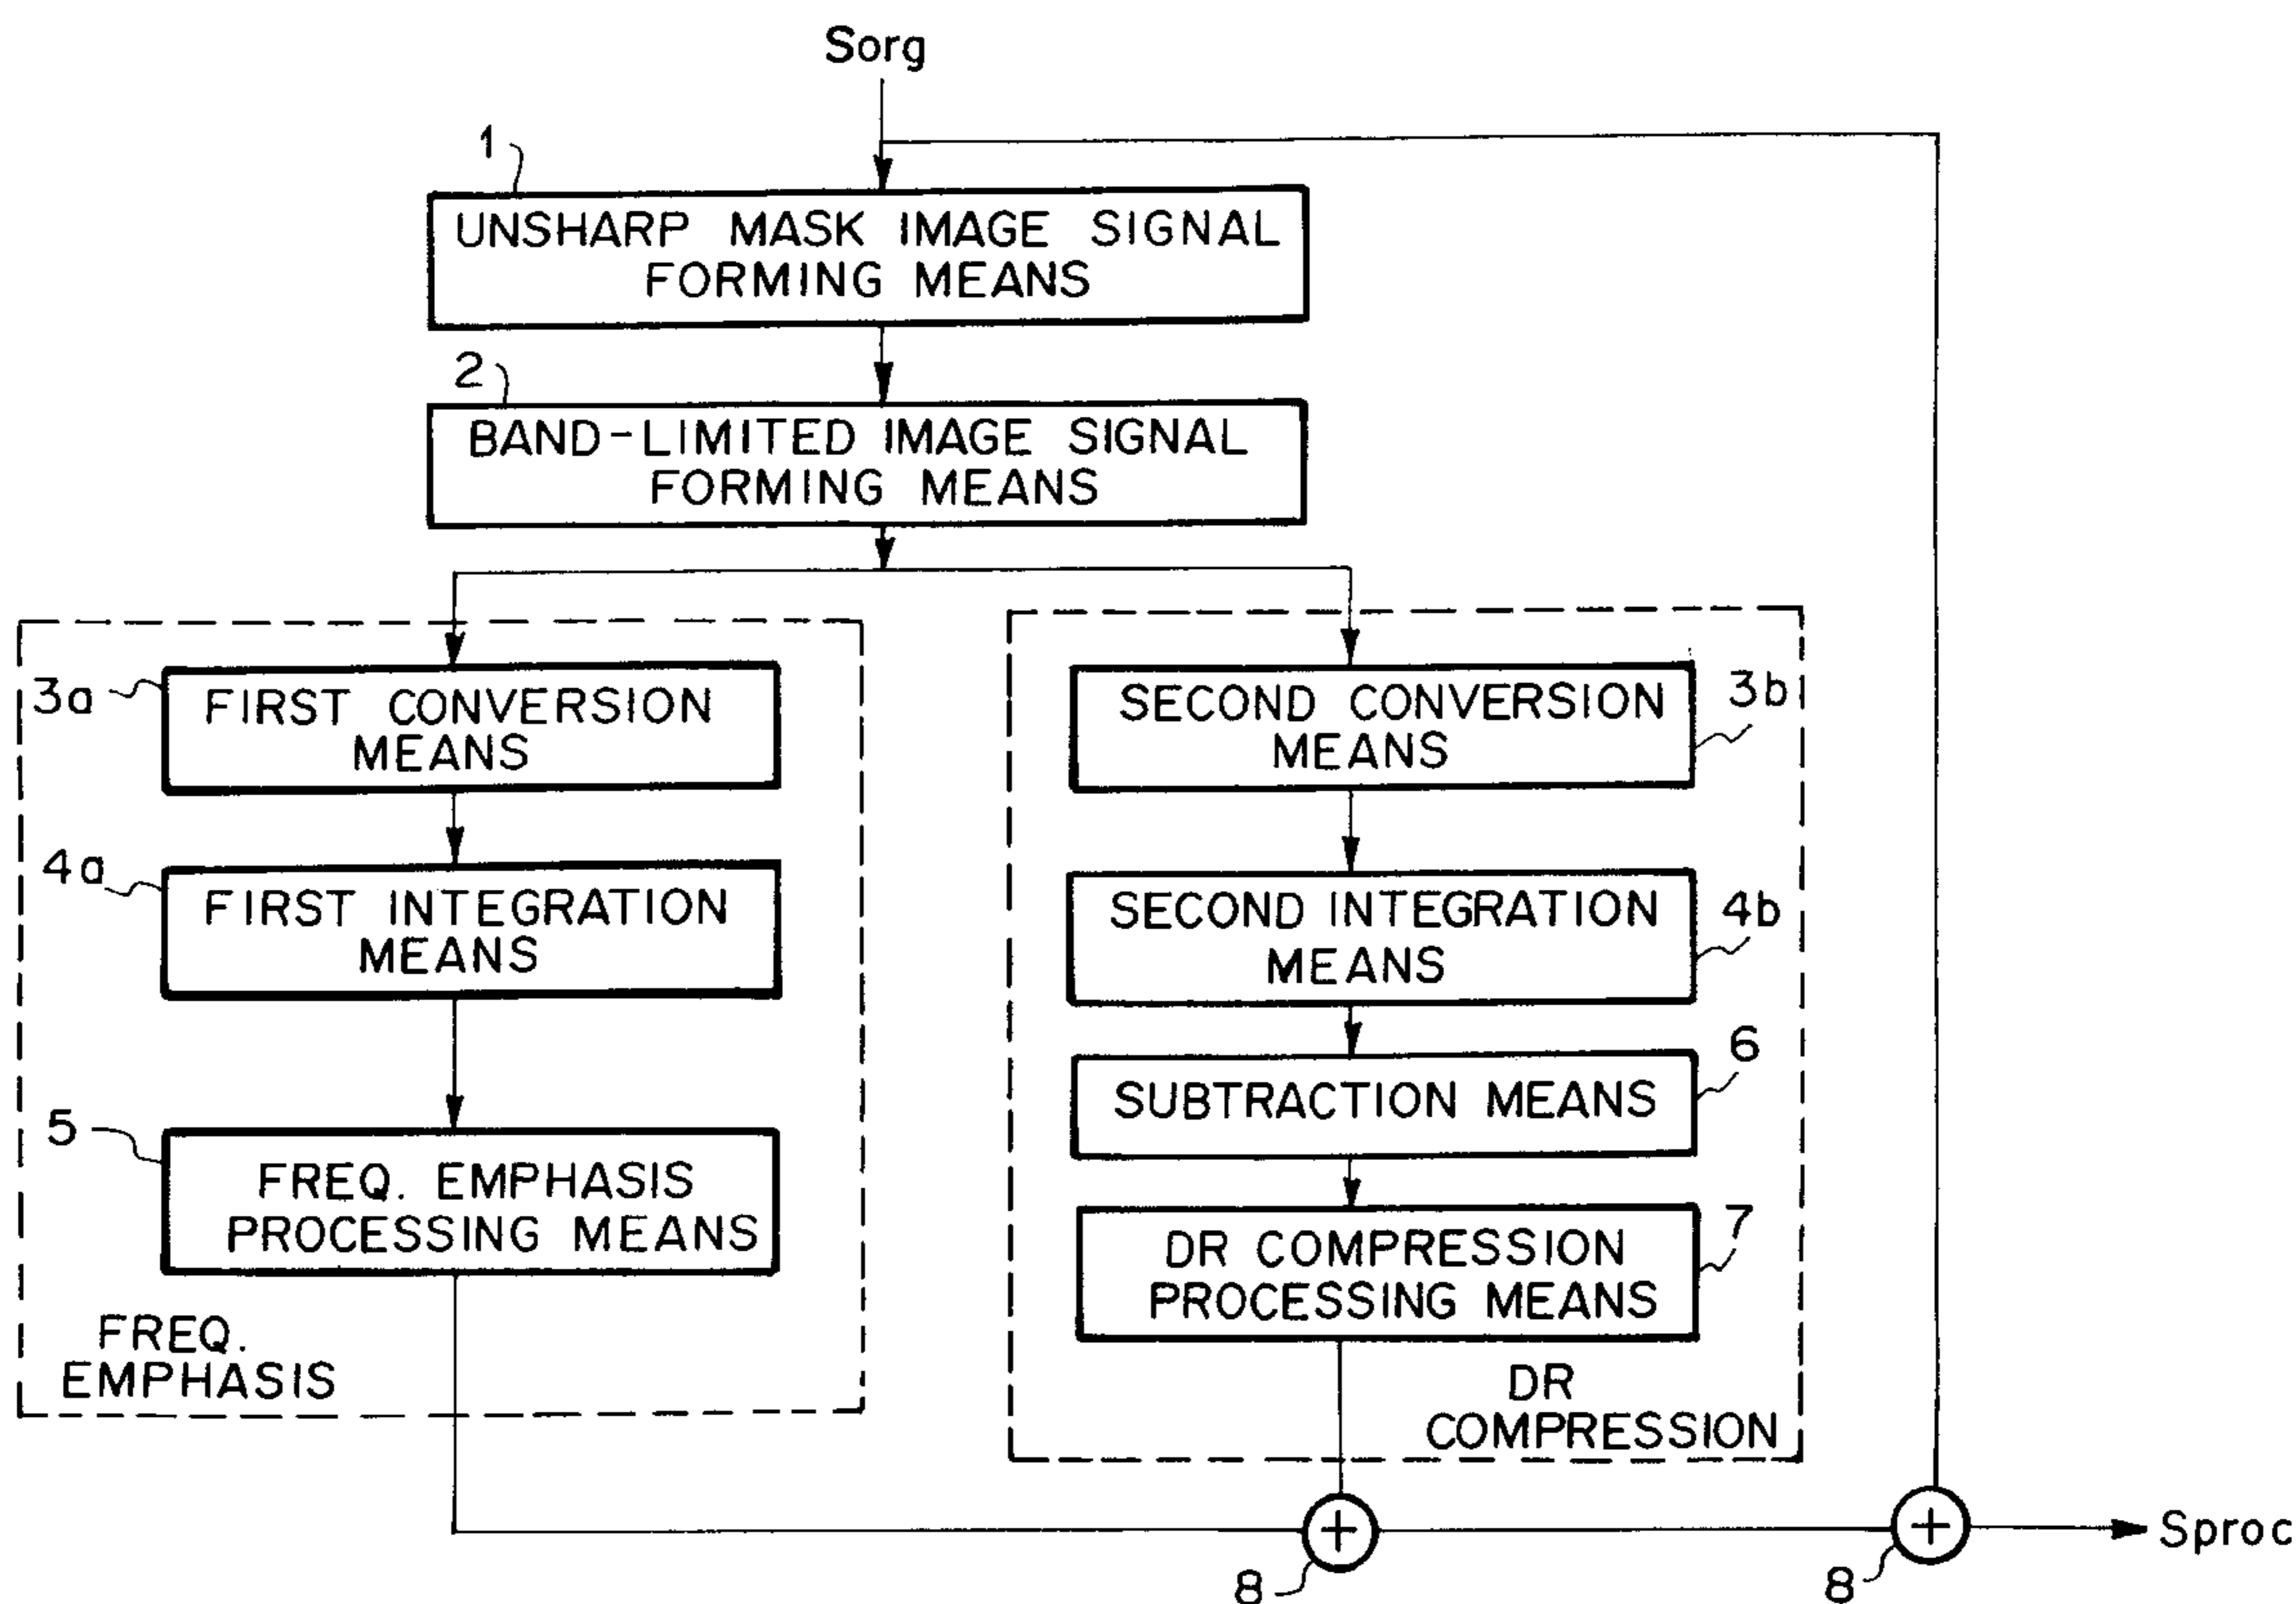 Sorg
1
UNSHARP MASK IMAGE SIGNAL
FORMING MEANS
2
BAND-LIMITED IMAGE SIGNAL
FORMING MEANS
3a
FIRST CONVERSION
MEANS
4a
FIRST INTEGRATION
MEANS
5
FREQ. EMPHASIS
PROCESSING MEANS
FREQ.
EMPHASIS
SECOND CONVERSION
MEANS
3b
SECOND INTEGRATION
MEANS
4b
SUBTRACTION MEANS
6
DR COMPRESSION
PROCESSING MEANS
7
DR
COMPRESSION
+
8
+
8
Sproc